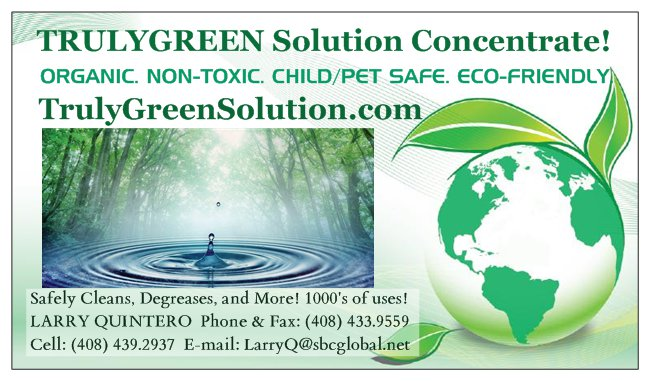 TRULYGREEN Solution Concentrate!
ORGANIC. NON-TOXIC. CHILD/PET SAFE. ECO-FRIENDLY
TrulyGreenSolution.com
Safely Cleans, Degreases, and More! 1000's of uses!
LARRY QUINTERO Phone & Fax: (408) 433.9559
Cell: (408) 439.2937 E-mail: LarryQ@sbcglobal.net